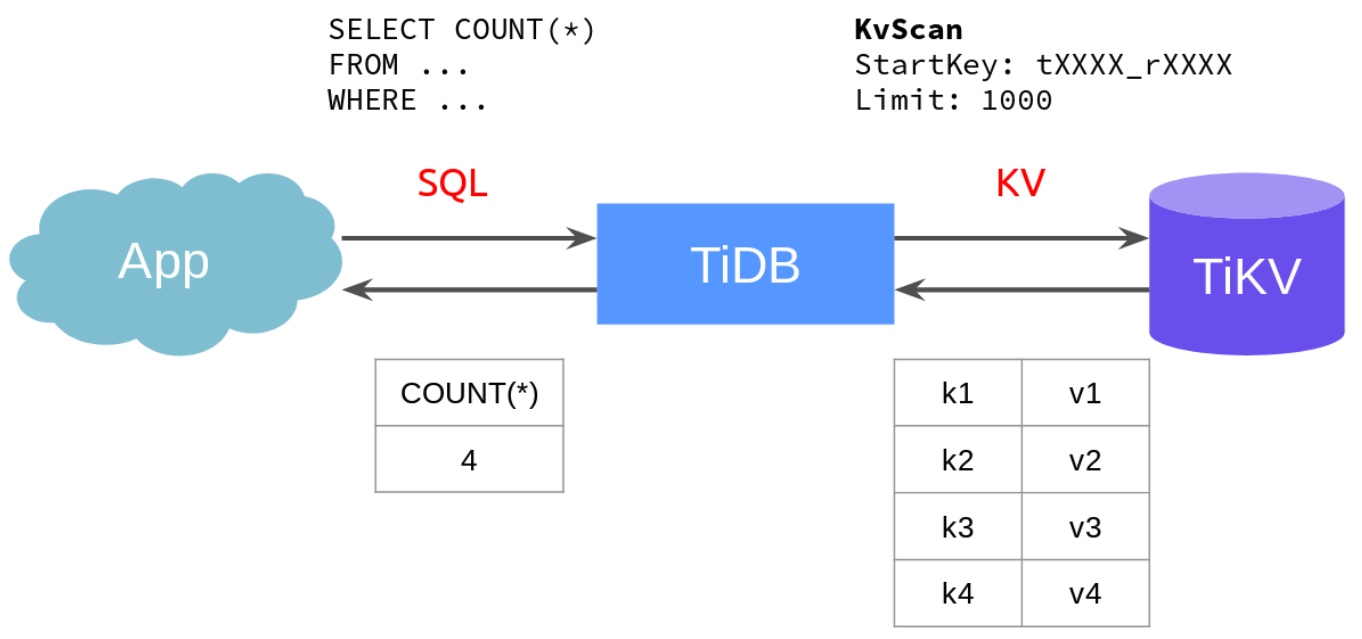 SELECT COUNT(*)
FROM ...
WHERE ...
KvScan
StartKey: tXXXX_rXXXX
Limit: 1000
SQL
KV
App
TiDB
TiKV
COUNT(*)
4
k1 v1
k2 v2
k3 v3
k4 v4